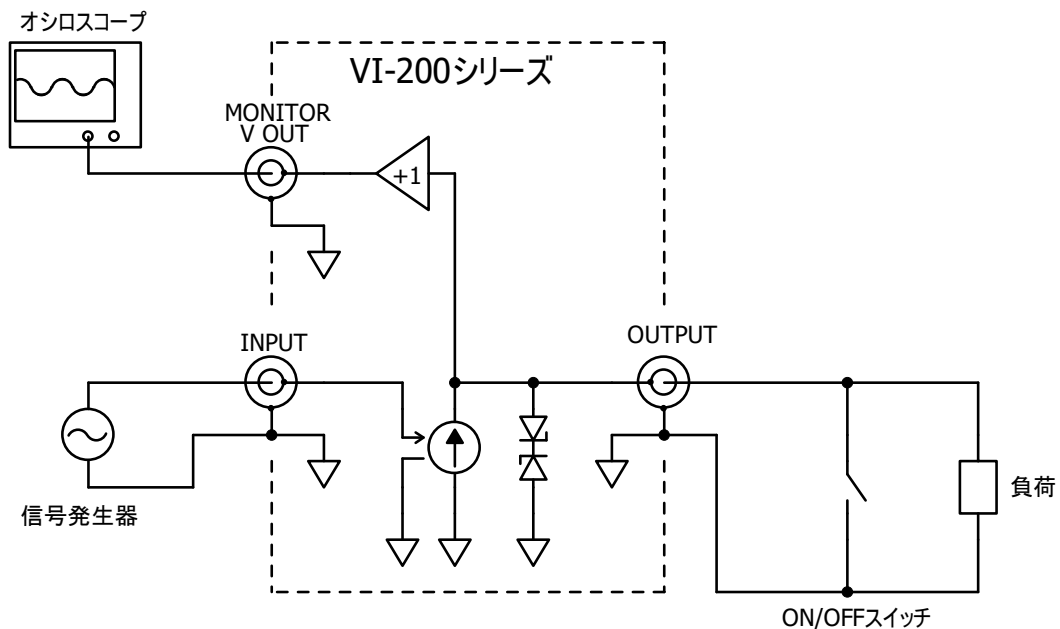 オシロスコープ
VI-200シリーズ
MONITOR
V OUT
+1
INPUT
OUTPUT
信号発生器
負荷
ON/OFFスイッチ